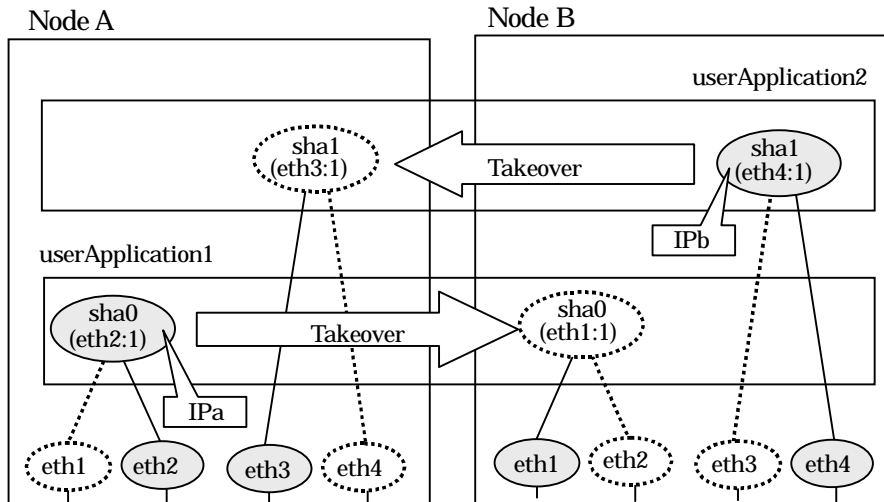 Node A
Node B
userApplication2
sha1
(eth3:1)
Takeover
sha1
(eth4:1)
IPb
userApplication1
sha0
(eth2:1)
Takeover
sha0
(eth1:1)
IPa
eth1
eth2
eth3
eth4
eth1
eth2
eth3
eth4